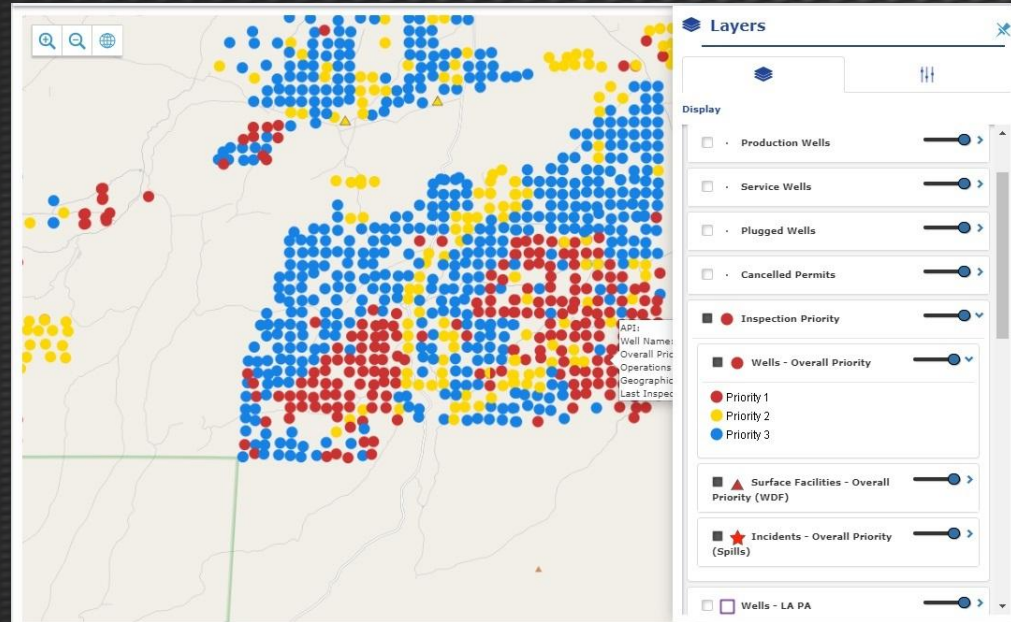 Layers
Display
Production Wells
Service Wells
Plugged Wells
Cancelled Permits
Inspection Priority
Wells - Overall Priority
Priority 1
Priority 2
Priority 3
Surface Facilities - Overall
Priority (WDF)
Incidents - Overall Priority
(Spills)
Wells - LA PA
API:
Well Name:
Overall Prio
Operations
Geographic
Last Inspec